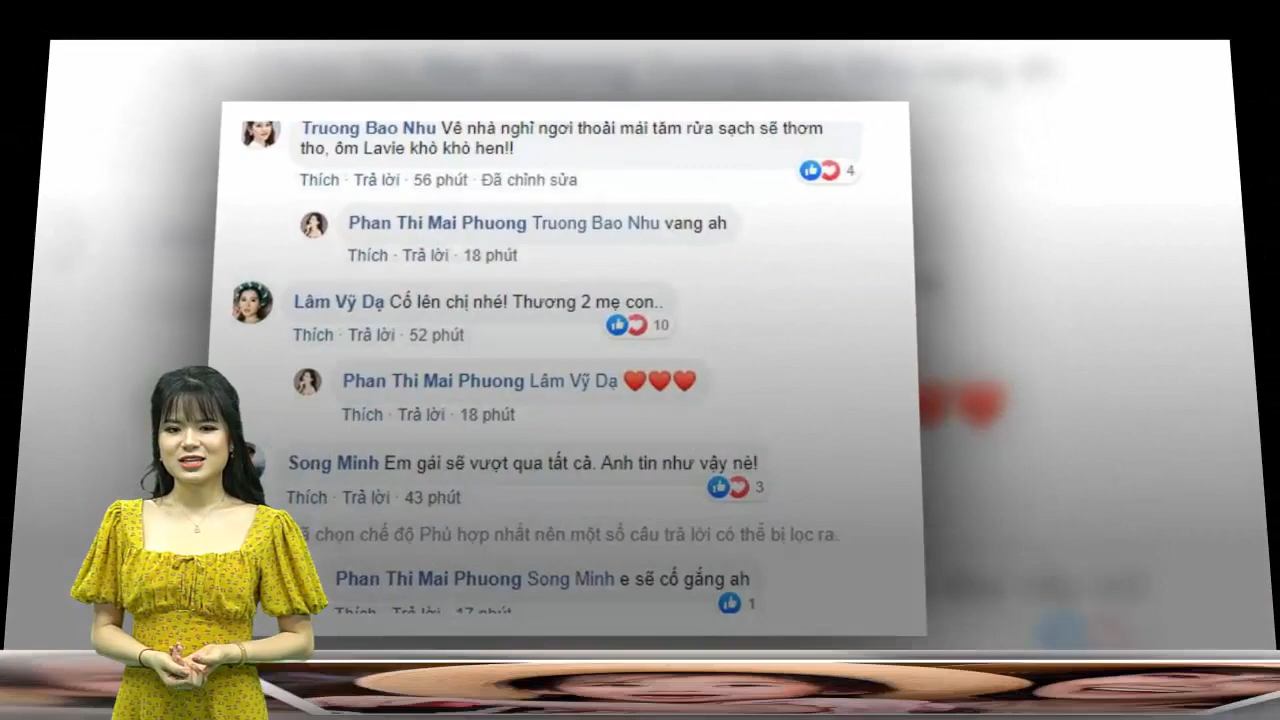 Truong Bao Nhu Về nhà nghỉ ngơi thoải mái tắm rửa sạch sẽ thơm
tho, ôm Lavie khò khò hen!!
4
Thích · Trả lời · 56 phút · Đã chỉnh sửa
Phan Thi Mai Phuong Truong Bao Nhu vang ah
Thích · Trả lời · 18 phút
Lâm Vỹ Dạ Cố lên chị nhé! Thương 2 mẹ con..
10
Thích · Trả lời · 52 phút
Phan Thi Mai Phuong Lâm Vỹ Dạ ❤❤❤
Thích · Trả lời · 18 phút
Song Minh Em gái sẽ vượt qua tất cả. Anh tin như vậy nè!
3
Thích · Trả lời · 43 phút
chọn chế độ Phù hợp nhất nên một số câu trả lời có thể bị lọc ra.
Phan Thi Mai Phuong Song Minh e sẽ cố gắng ah
1
Thích · Trả lời · 17 phút